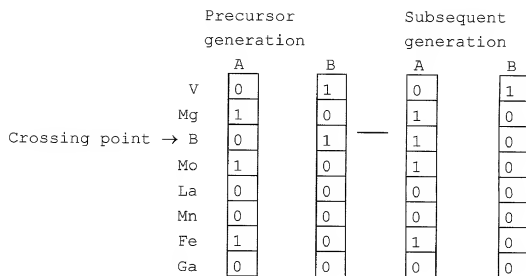 Precursor generation Subsequent generation
A B A B
V 0 1 0 1
Mg 1 0 1 0
Crossing point → B 0 1 1 0
Mo 1 0 1 0
La 0 0 0 0
Mn 0 0 0 0
Fe 1 0 1 0
Ga 0 0 0 0